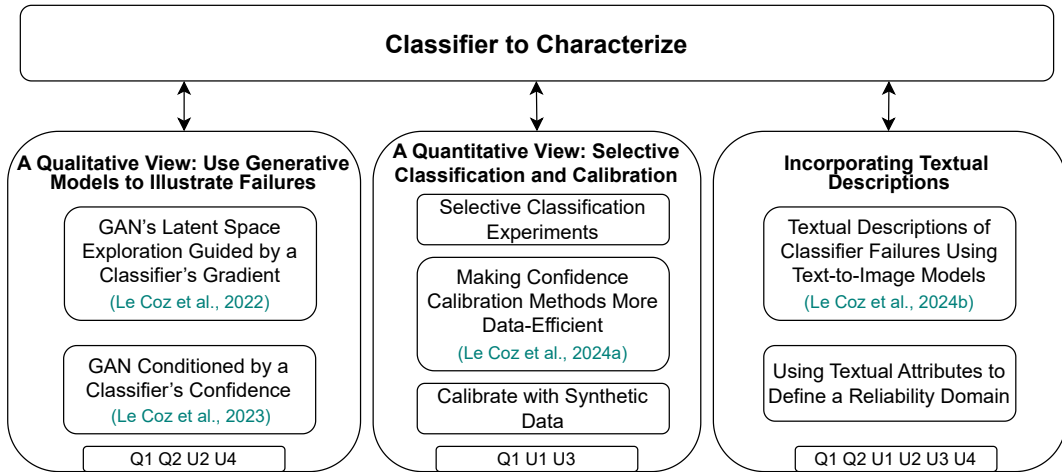 Classifier to Characterize
A Qualitative View: Use Generative
Models to Illustrate Failures
GAN's Latent Space
Exploration Guided by a
Classifier's Gradient
(Le Coz et al., 2022)
GAN Conditioned by a
Classifier's Confidence
(Le Coz et al., 2023)
Q1 Q2 U2 U4
A Quantitative View: Selective
Classification and Calibration
Selective Classification
Experiments
Making Confidence
Calibration Methods More
Data-Efficient
(Le Coz et al., 2024a)
Calibrate with Synthetic
Data
Q1 U1 U3
Incorporating Textual
Descriptions
Textual Descriptions of
Classifier Failures Using
Text-to-Image Models
(Le Coz et al., 2024b)
Using Textual Attributes to
Define a Reliability Domain
Q1 Q2 U1 U2 U3 U4